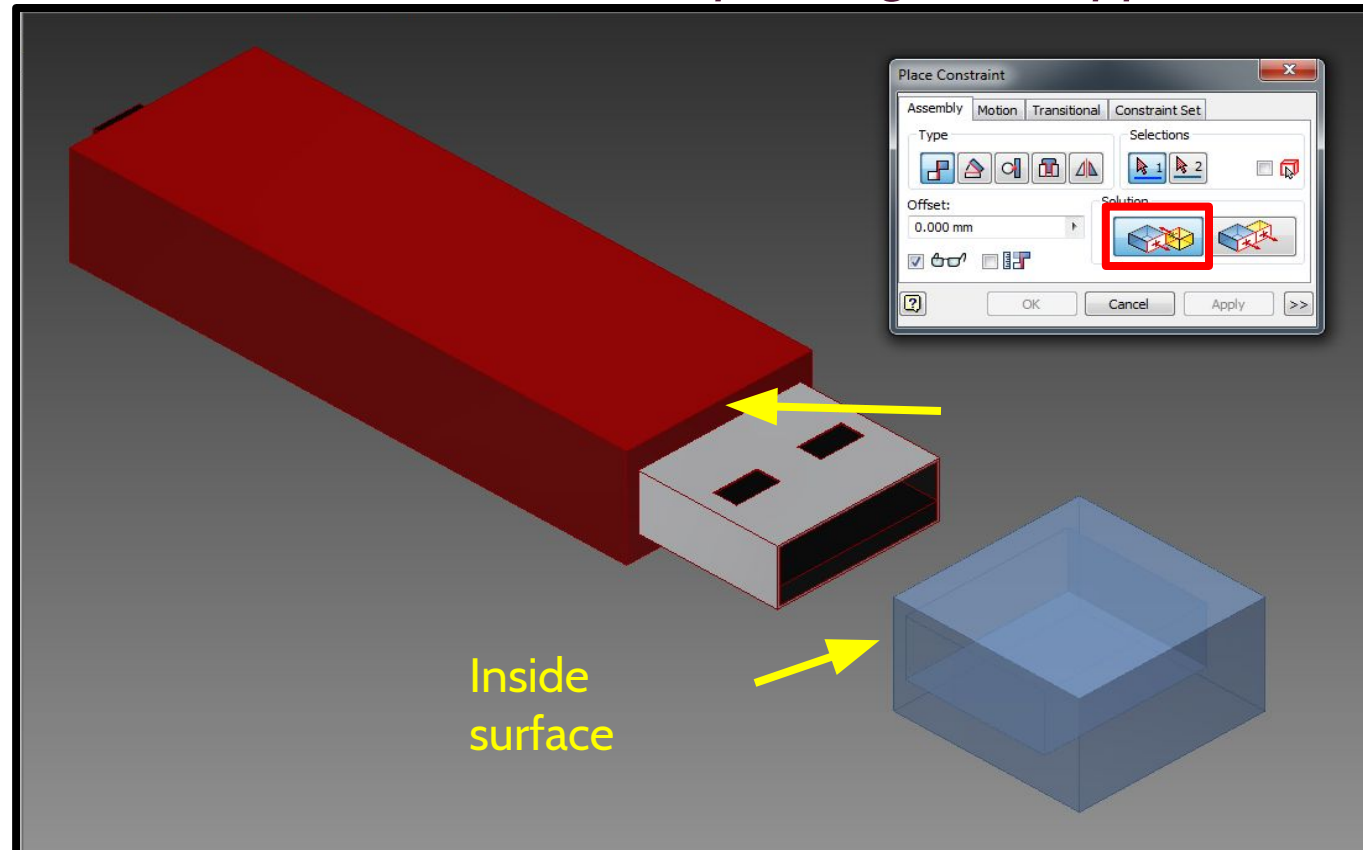 Place Constraint
Assembly Motion Transitional Constraint Set
Type
Selections
1 2
Offset:
Solution
0.000 mm
OK Cancel Apply >>
Inside
surface